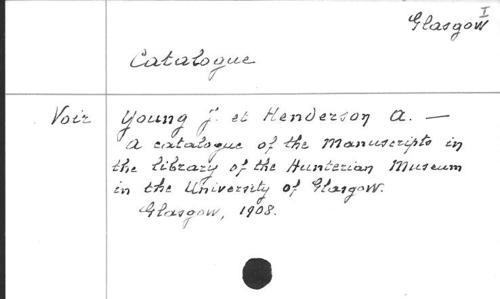 I
Glasgow
Catalogue
Voir Young J. et Henderson A. —
A catalogue of the Manuscripts in
the library of the Hunterian Museum
in the University of Glasgow.
Glasgow, 1908.